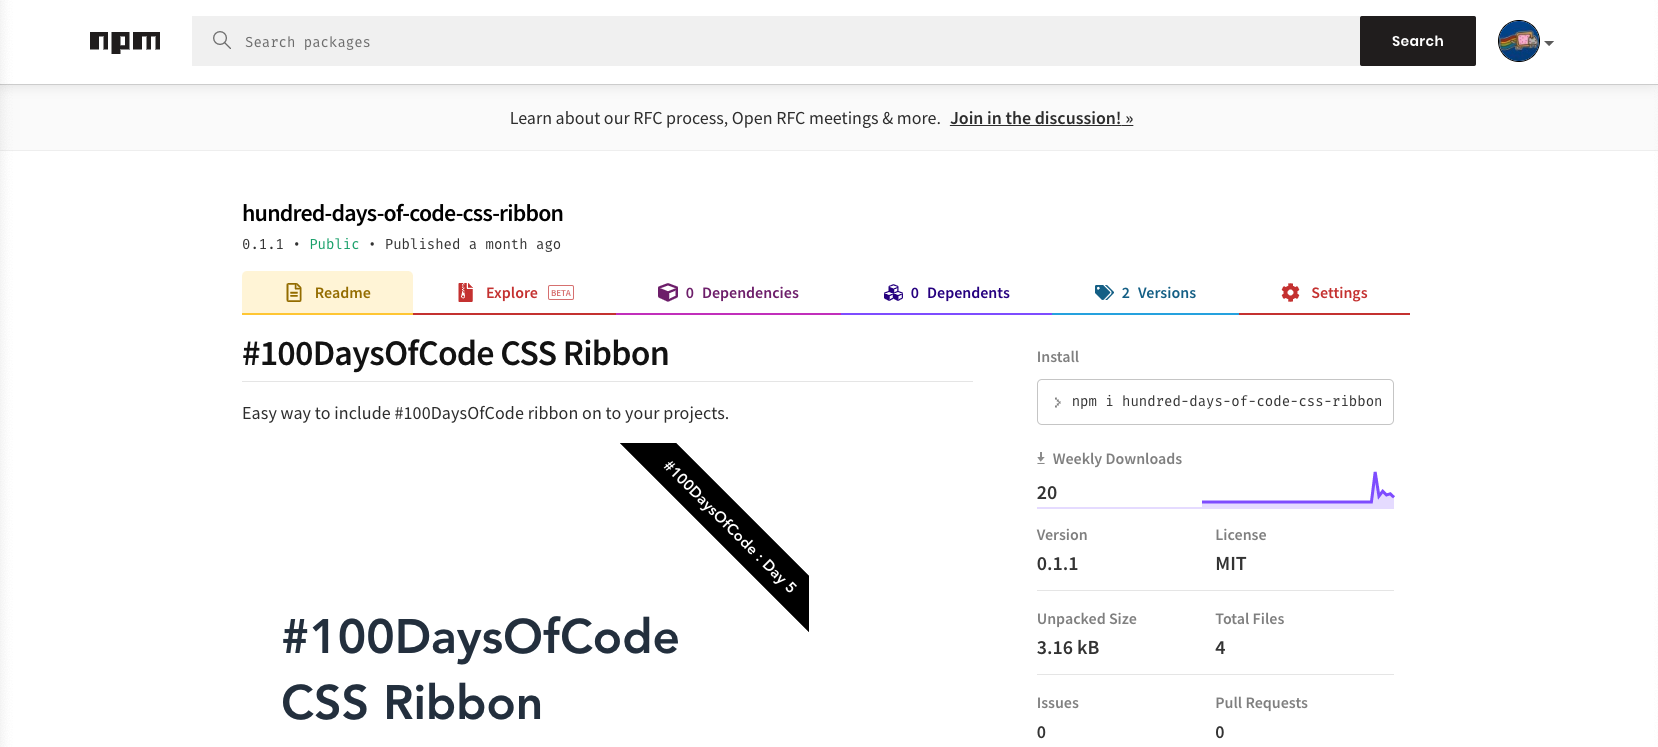 npm
Search packages
Search
Learn about our RFC process, Open RFC meetings & more. Join in the discussion! »
hundred-days-of-code-css-ribbon
0.1.1 • Public • Published a month ago
Readme
Explore BETA
0 Dependencies
0 Dependents
2 Versions
Settings
#100DaysOfCode CSS Ribbon
Easy way to include #100DaysOfCode ribbon on to your projects.
#100DaysOfCode : Day 5
#100DaysOfCode
CSS Ribbon
Install
> npm i hundred-days-of-code-css-ribbon
Weekly Downloads
20
Version
License
0.1.1
MIT
Unpacked Size
Total Files
3.16 kB
4
Issues
Pull Requests
0
0